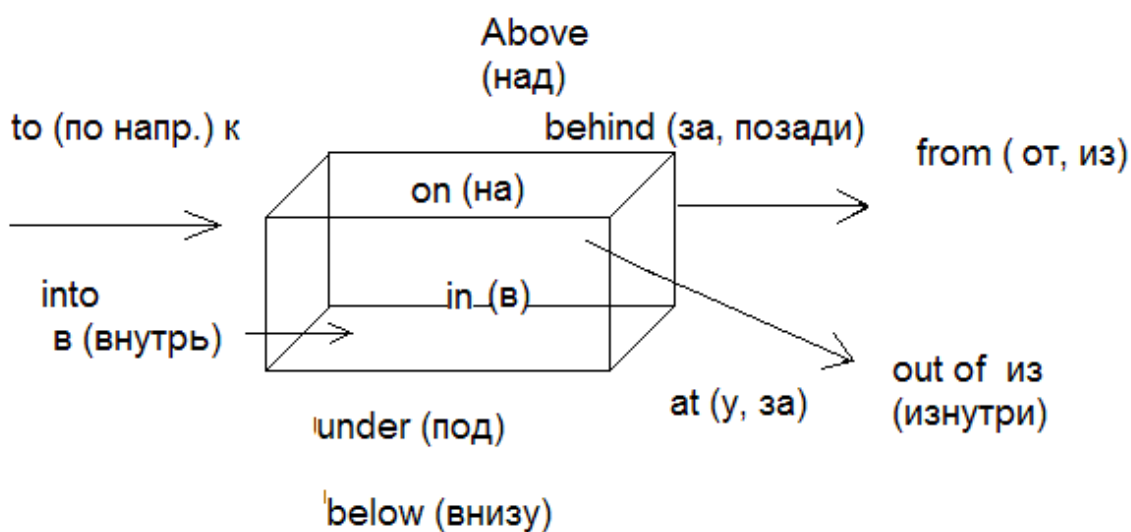 Above
(над)
to (по напр.) к
behind (за, позади)
from ( от, из)
on (на)
into
в (внутрь)
in (в)
out of из
(изнутри)
at (у, за)
under (под)
below (внизу)